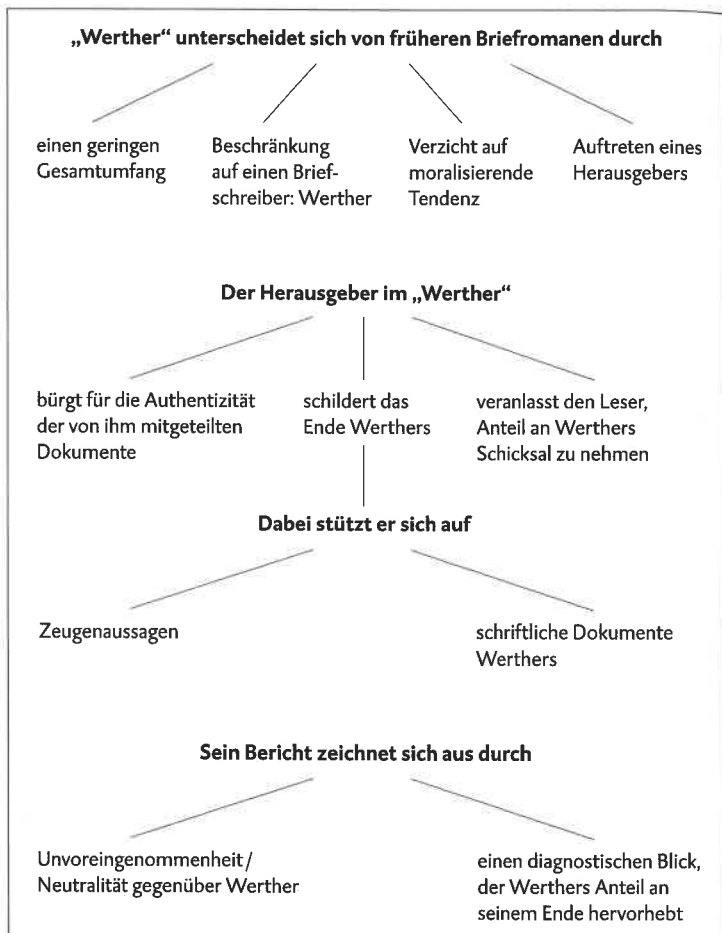 „Werther“ unterscheidet sich von früheren Briefromanen durch
einen geringen
Gesamtumfang
Beschränkung
auf einen Brief-
schreiber: Werther
Verzicht auf
moralisierende
Tendenz
Auftreten eines
Herausgebers
Der Herausgeber im „Werther“
bürgt für die Authentizität
der von ihm mitgeteilten
Dokumente
schildert das
Ende Werthers
veranlasst den Leser,
Anteil an Werthers
Schicksal zu nehmen
Dabei stützt er sich auf
Zeugenaussagen
schriftliche Dokumente
Werthers
Sein Bericht zeichnet sich aus durch
Unvoreingenommenheit/
Neutralität gegenüber Werther
einen diagnostischen Blick,
der Werthers Anteil an
seinem Ende hervorhebt